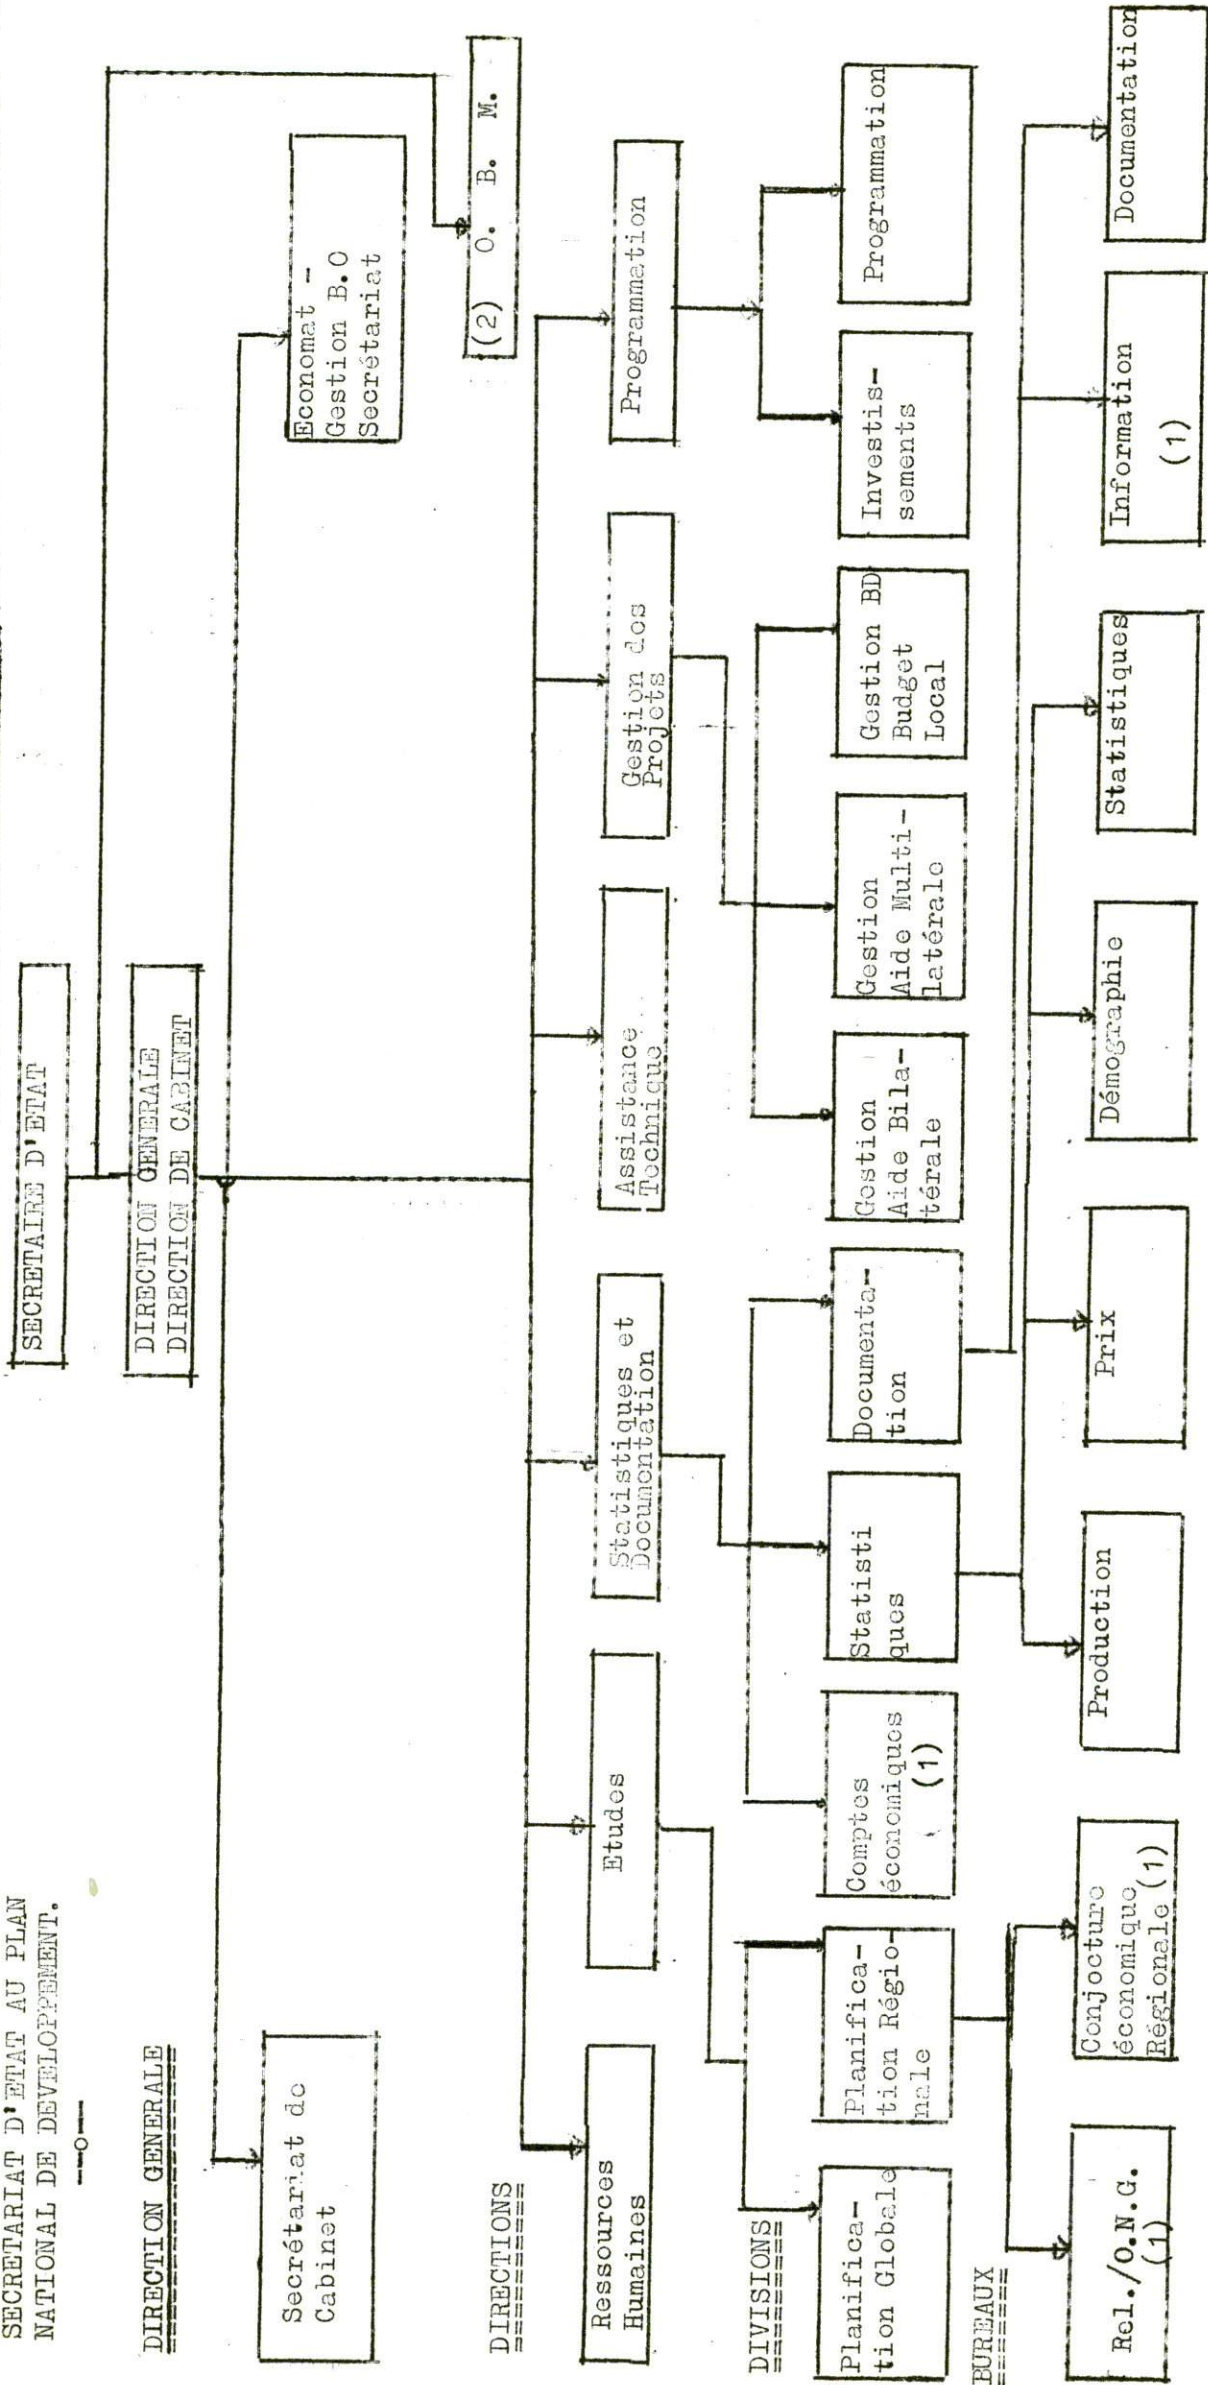 SECRETARIAT D'ETAT AU PLAN
NATIONAL DE DEVELOPPEMENT.
---o---
SECRETAIRE D'ETAT
DIRECTION GENERALE
DIRECTION DE CABINET
DIRECTION GENERALE
Secrétariat de
Cabinet
Economat -
Gestion B.O
Secrétariat
(2) O. B. M.
DIRECTIONS
Ressources
Humaines
Etudes
Statistiques et
Documentation
Assistance
Technique
Gestion dos
Projets
Programmation
DIVISIONS
Planifica-
tion Globale
Planifica-
tion Régio-
nale
Comptes
économiques
(1)
Statisti
ques
Documenta-
tion
Gestion
Aide Bila-
térale
Gestion
Aide Multi-
latérale
Gestion BD
Budget
Local
Investis-
sements
Programmation
BUREAUX
Rel./O.N.G.
(1)
Conjocture
économique
Régionale (1)
Production
Prix
Démographie
Statistiques
Information
(1)
Documentation